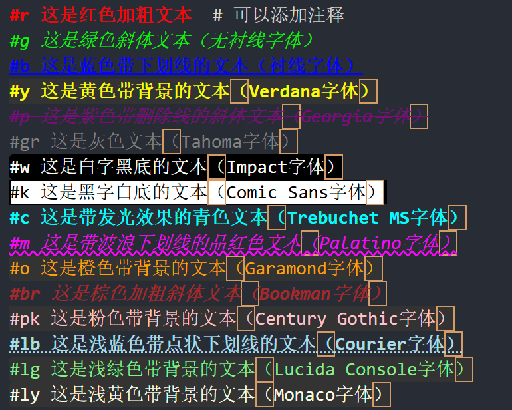 #r 这是红色加粗文本  # 可以添加注释
#g 这是绿色斜体文本（无衬线字体）
#b 这是蓝色带下划线的文本（衬线字体）
#y 这是黄色带背景的文本（Verdana字体）
#p 这是紫色带删除线的斜体文本（Georgia字体）
#gr 这是灰色文本（Tahoma字体）
#w 这是白字黑底的文本（Impact字体）
#k 这是黑字白底的文本（Comic Sans字体）
#c 这是带发光效果的青色文本（Trebuchet MS字体）
#m 这是带波浪下划线的品红色文本（Palatino字体）
#o 这是橙色带背景的文本（Garamond字体）
#br 这是棕色加粗斜体文本（Bookman字体）
#pk 这是粉色带背景的文本（Century Gothic字体）
#lb 这是浅蓝色带点状下划线的文本（Courier字体）
#lg 这是浅绿色带背景的文本（Lucida Console字体）
#ly 这是浅黄色带背景的文本（Monaco字体）